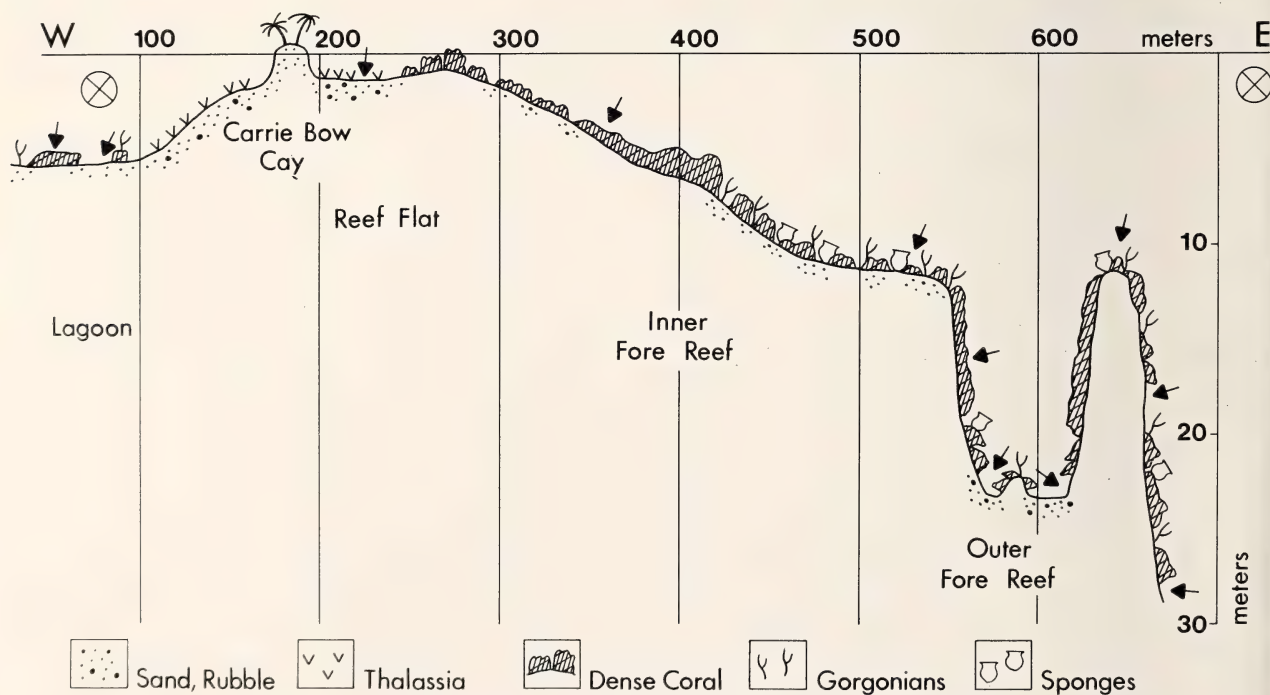 W 100 200 300 400 500 600 meters E
Carrie Bow
Cay
Reef Flat
10
Lagoon
Inner
Fore Reef
20
Outer
Fore Reef
30
meters
Sand, Rubble Thalassia Dense Coral Gorgonians Sponges